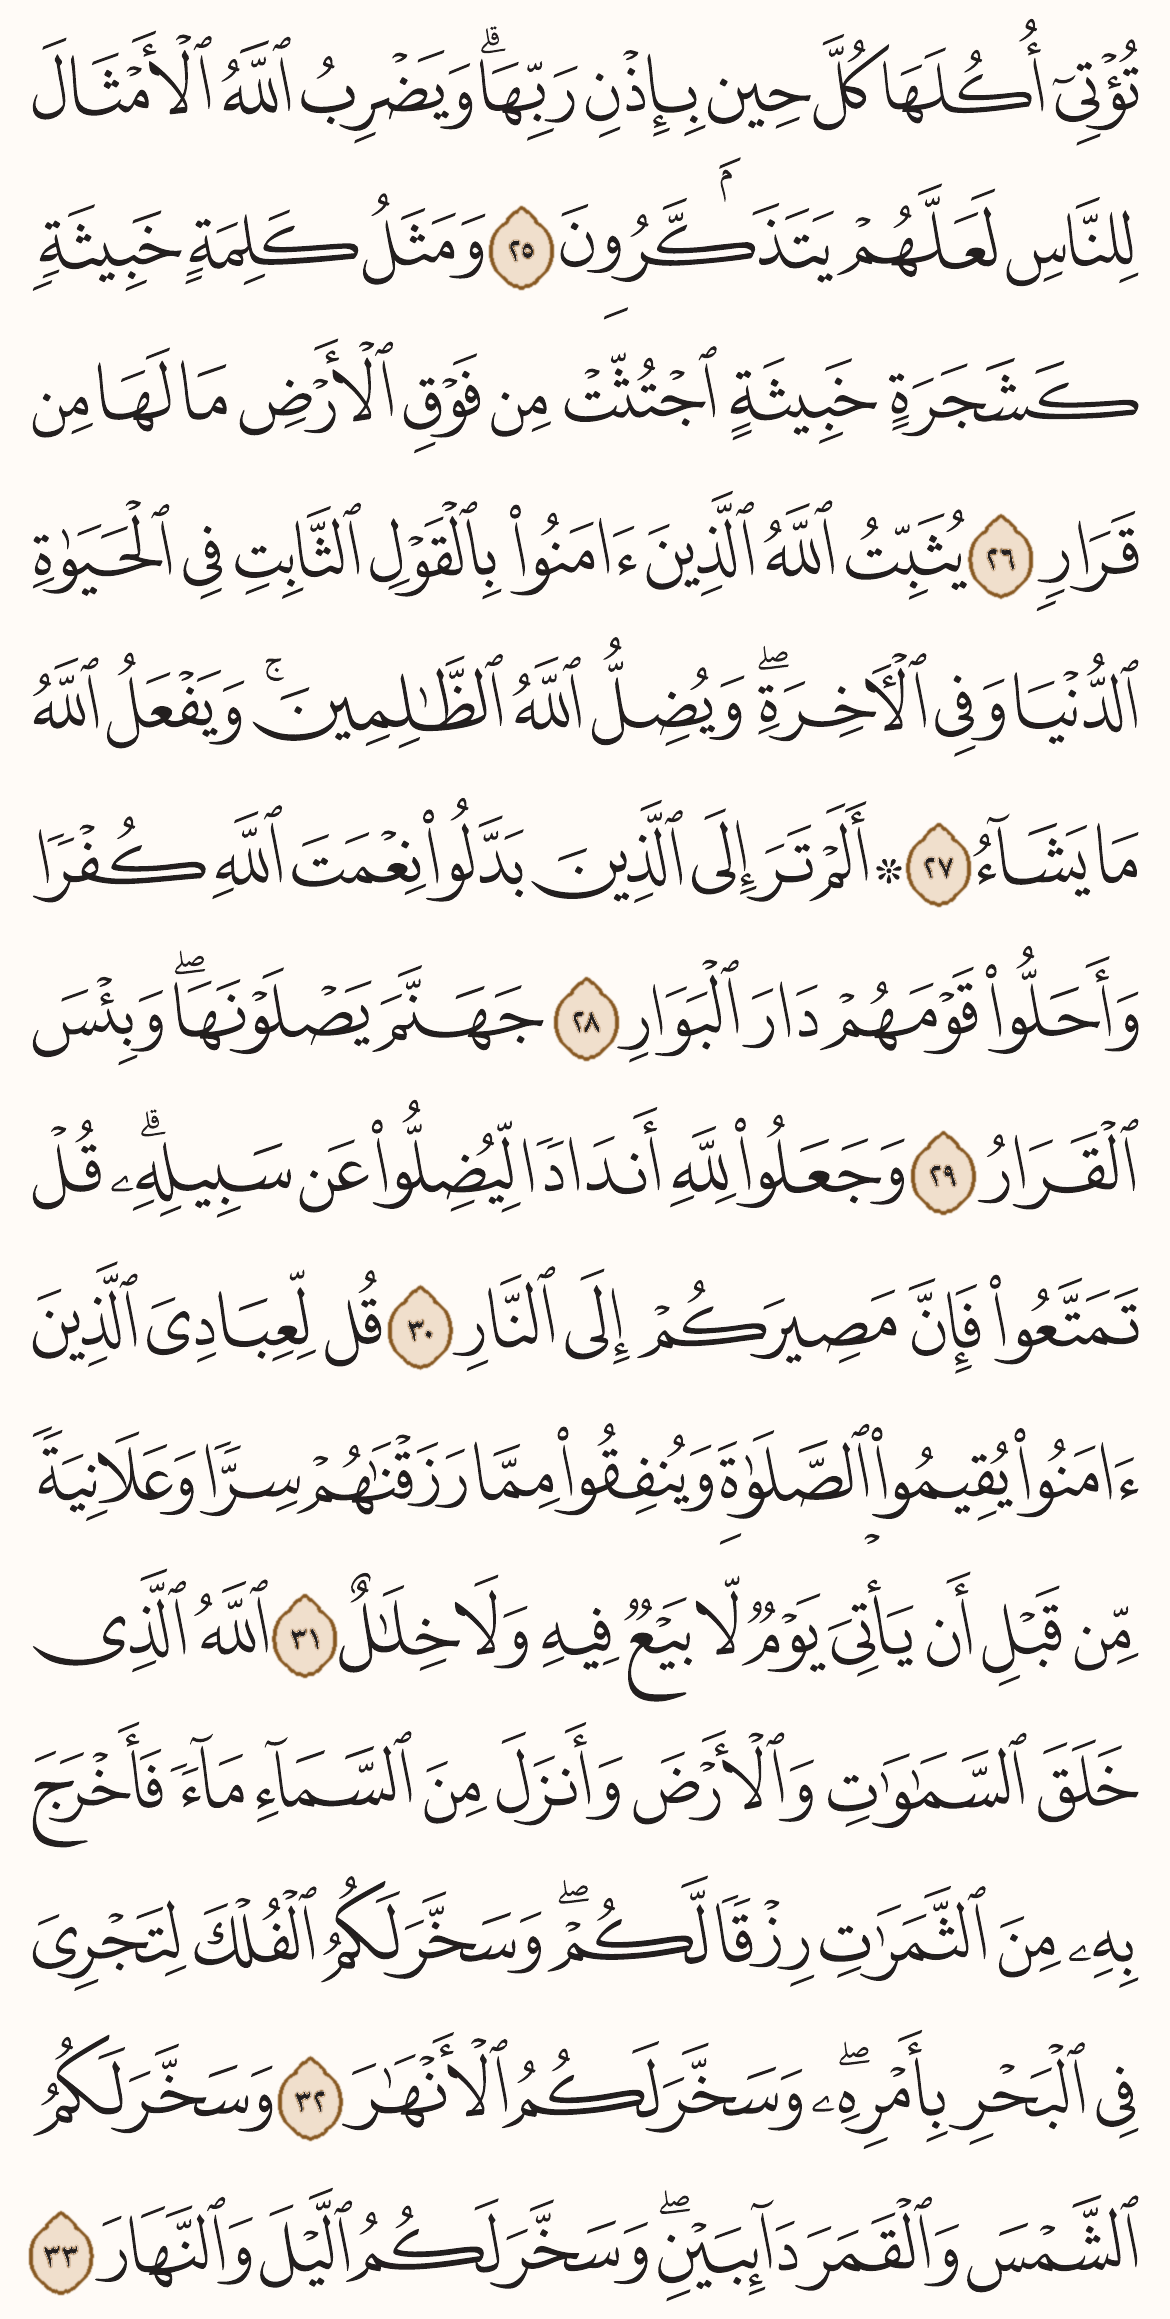 تُؤْتِىٓ أُكُلَهَا كُلَّ حِينٍۭ بِإِذْنِ رَبِّهَا ۗ وَيَضْرِبُ ٱللَّهُ ٱلْأَمْثَالَ
لِلنَّاسِ لَعَلَّهُمْ يَتَذَكَّرُونَ ٢٥ وَمَثَلُ كَلِمَةٍ خَبِيثَةٍۢ
كَشَجَرَةٍ خَبِيثَةٍ ٱجْتُثَّتْ مِن فَوْقِ ٱلْأَرْضِ مَا لَهَا مِن
قَرَارٍۢ ٢٦ يُثَبِّتُ ٱللَّهُ ٱلَّذِينَ ءَامَنُوا۟ بِٱلْقَوْلِ ٱلثَّابِتِ فِى ٱلْحَيَوٰةِ
ٱلدُّنْيَا وَفِى ٱلْـَٔاخِرَةِ ۖ وَيُضِلُّ ٱللَّهُ ٱلظَّـٰلِمِينَ ۚ وَيَفْعَلُ ٱللَّهُ
مَا يَشَآءُ ٢٧ ۞ أَلَمْ تَرَ إِلَى ٱلَّذِينَ بَدَّلُوا۟ نِعْمَتَ ٱللَّهِ كُفْرًۭا
وَأَحَلُّوا۟ قَوْمَهُمْ دَارَ ٱلْبَوَارِ ٢٨ جَهَنَّمَ يَصْلَوْنَهَا ۖ وَبِئْسَ
ٱلْقَرَارُ ٢٩ وَجَعَلُوا۟ لِلَّهِ أَندَادًۭا لِّيُضِلُّوا۟ عَن سَبِيلِهِۦ ۗ قُلْ
تَمَتَّعُوا۟ فَإِنَّ مَصِيرَكُمْ إِلَى ٱلنَّارِ ٣٠ قُل لِّعِبَادِىَ ٱلَّذِينَ
ءَامَنُوا۟ يُقِيمُوا۟ ٱلصَّلَوٰةَ وَيُنفِقُوا۟ مِمَّا رَزَقْنَـٰهُمْ سِرًّۭا وَعَلَانِيَةًۭ
مِّن قَبْلِ أَن يَأْتِىَ يَوْمٌۭ لَّا بَيْعٌۭ فِيهِ وَلَا خِلَـٰلٌ ٣١ ٱللَّهُ ٱلَّذِى
خَلَقَ ٱلسَّمَـٰوَٰتِ وَٱلْأَرْضَ وَأَنزَلَ مِنَ ٱلسَّمَآءِ مَآءًۭ فَأَخْرَجَ
بِهِۦ مِنَ ٱلثَّمَرَٰتِ رِزْقًۭا لَّكُمْ ۖ وَسَخَّرَ لَكُمُ ٱلْفُلْكَ لِتَجْرِىَ
فِى ٱلْبَحْرِ بِأَمْرِهِۦ ۖ وَسَخَّرَ لَكُمُ ٱلْأَنْهَـٰرَ ٣٢ وَسَخَّرَ لَكُمُ
ٱلشَّمْسَ وَٱلْقَمَرَ دَآئِبَيْنِ ۖ وَسَخَّرَ لَكُمُ ٱلَّيْلَ وَٱلنَّهَارَ ٣٣